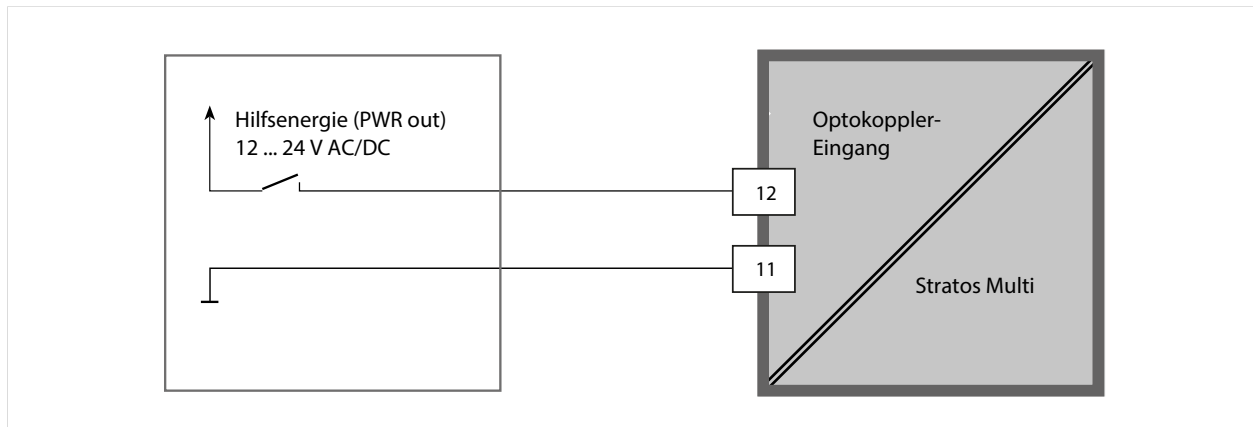 Hilfsenergie (PWR out)
12 ... 24 V AC/DC
Optokoppler-
Eingang
12
11
Stratos Multi